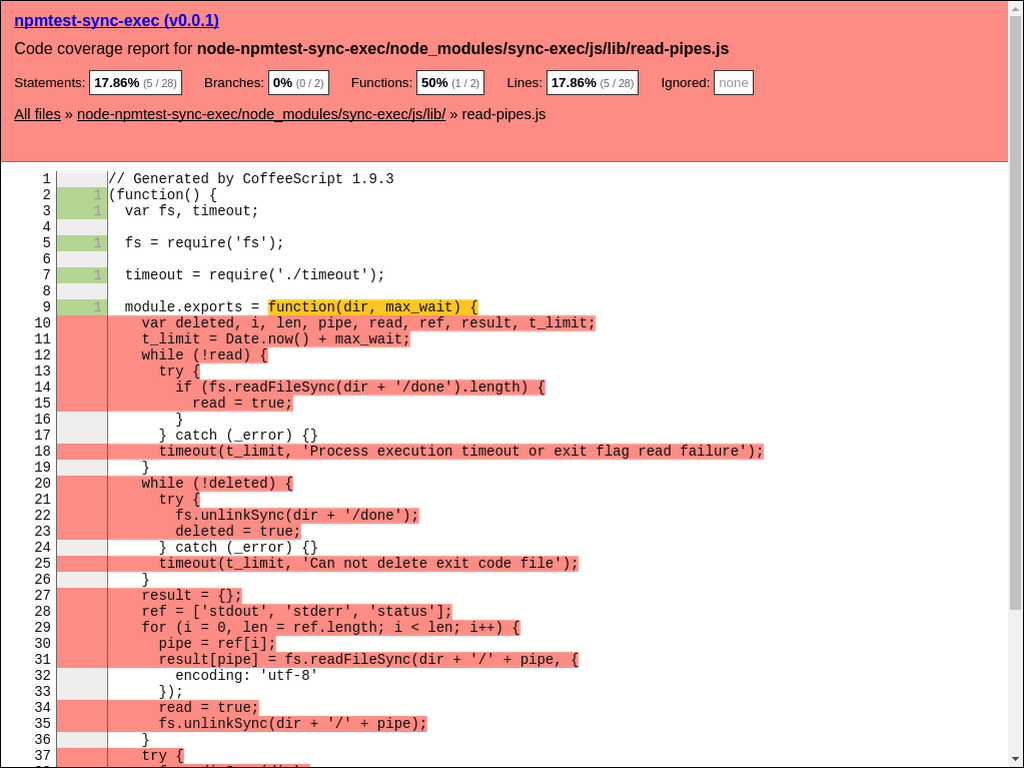 npmtest-sync-exec (v0.0.1)
Code coverage report for node-npmtest-sync-exec/node_modules/sync-exec/js/lib/read-pipes.js
Statements: 17.86% (5 / 28) Branches: 0% (0 / 2) Functions: 50% (1 / 2) Lines: 17.86% (5 / 28) Ignored: none
All files » node-npmtest-sync-exec/node_modules/sync-exec/js/lib/ » read-pipes.js
1 // Generated by CoffeeScript 1.9.3
2 1 (function() {
3 1   var fs, timeout;
4
5 1   fs = require('fs');
6
7 1   timeout = require('./timeout');
8
9 1   module.exports = function(dir, max_wait) {
10     var deleted, i, len, pipe, read, ref, result, t_limit;
11     t_limit = Date.now() + max_wait;
12     while (!read) {
13       try {
14         if (fs.readFileSync(dir + '/done').length) {
15           read = true;
16         }
17       } catch (_error) {}
18       timeout(t_limit, 'Process execution timeout or exit flag read failure');
19     }
20     while (!deleted) {
21       try {
22         fs.unlinkSync(dir + '/done');
23         deleted = true;
24       } catch (_error) {}
25       timeout(t_limit, 'Can not delete exit code file');
26     }
27     result = {};
28     ref = ['stdout', 'stderr', 'status'];
29     for (i = 0, len = ref.length; i < len; i++) {
30       pipe = ref[i];
31       result[pipe] = fs.readFileSync(dir + '/' + pipe, {
32         encoding: 'utf-8'
33       });
34       read = true;
35       fs.unlinkSync(dir + '/' + pipe);
36     }
37     try {